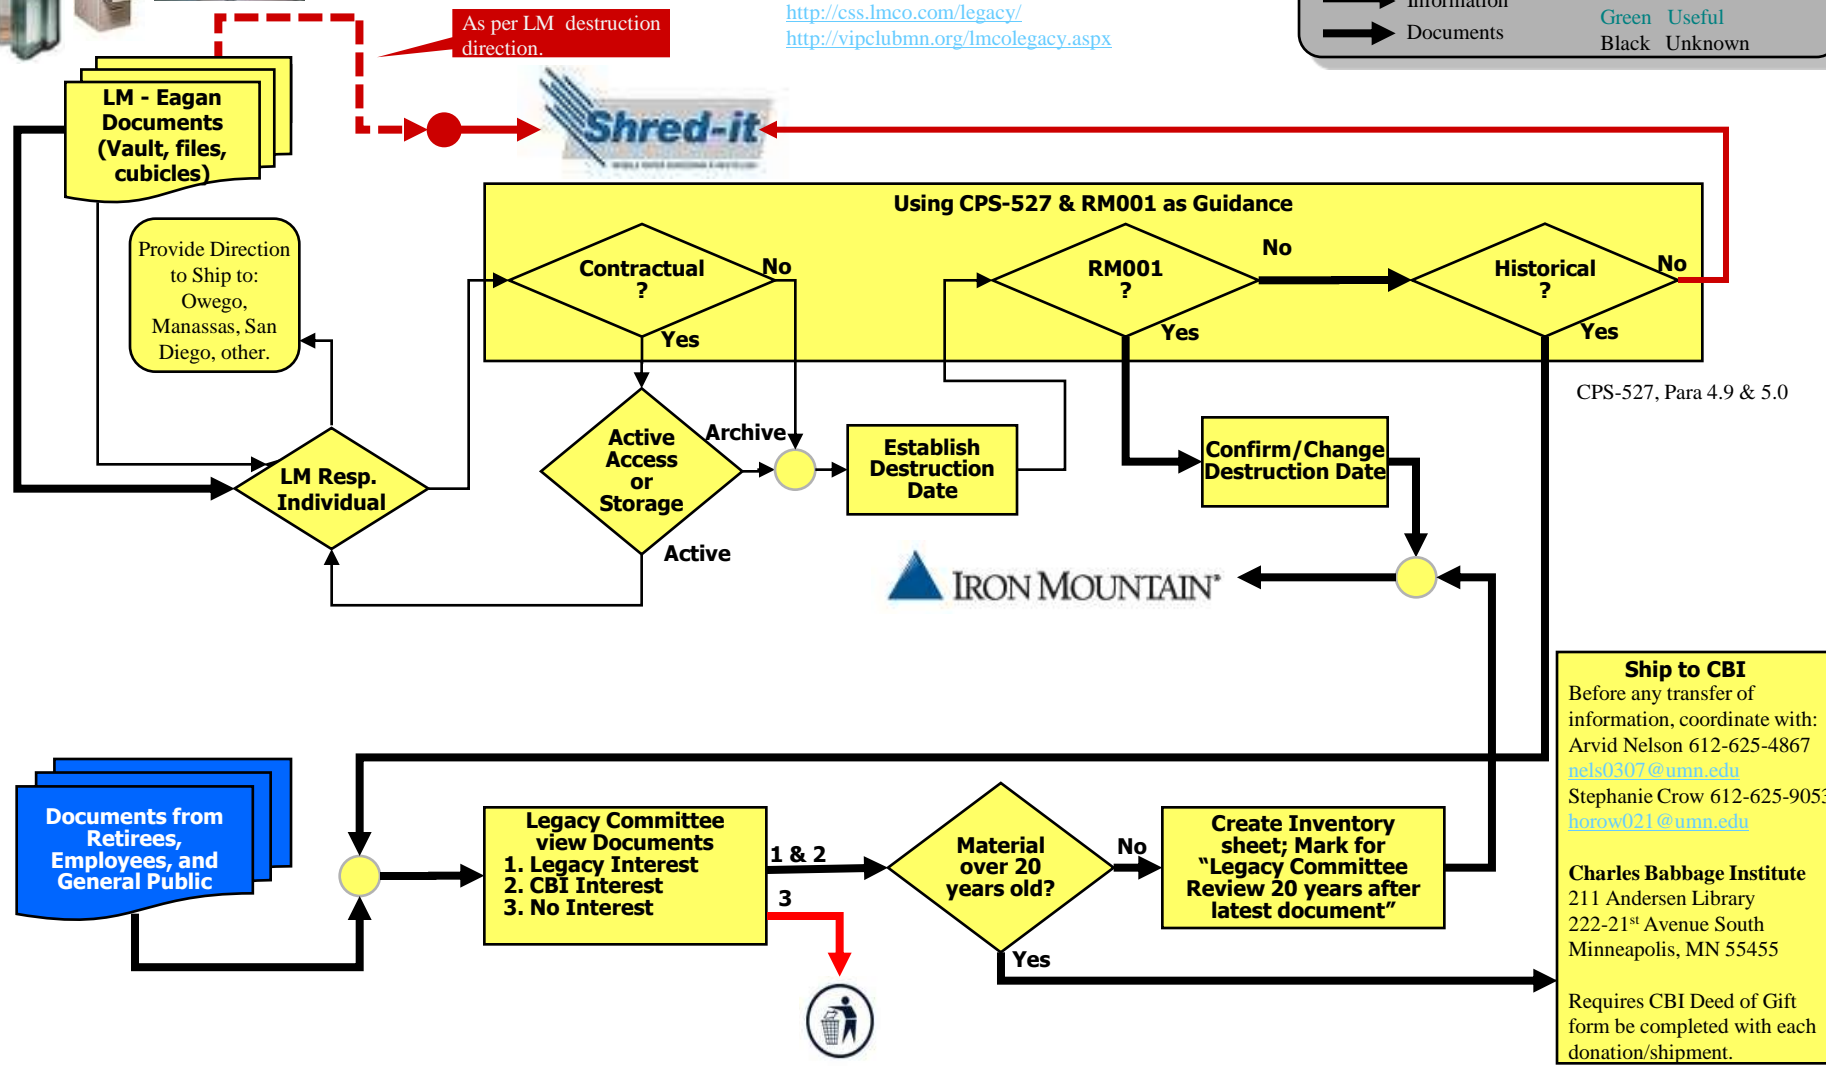 As per LM destruction
direction.
http://css.lmco.com/legacy/
http://vipclubmn.org/lmcolegacy.aspx
Information
Documents
Green Useful
Black Unknown
LM - Eagan
Documents
(Vault, files,
cubicles)
Shred-it
Provide Direction
to Ship to:
Owego,
Manassas, San
Diego, other.
Using CPS-527 & RM001 as Guidance
Contractual
?
No
Yes
RM001
?
No
Yes
Historical
?
No
Yes
CPS-527, Para 4.9 & 5.0
LM Resp.
Individual
Active
Access
or
Storage
Archive
Active
Establish
Destruction
Date
Confirm/Change
Destruction Date
IRON MOUNTAIN®
Documents from
Retirees,
Employees, and
General Public
Legacy Committee
view Documents
1. Legacy Interest
2. CBI Interest
3. No Interest
1 & 2
3
Material
over 20
years old?
No
Yes
Create Inventory
sheet; Mark for
“Legacy Committee
Review 20 years after
latest document”
Ship to CBI
Before any transfer of
information, coordinate with:
Arvid Nelson 612-625-4867
nels0307@umn.edu
Stephanie Crow 612-625-9053
horow021@umn.edu
Charles Babbage Institute
211 Andersen Library
222-21st Avenue South
Minneapolis, MN 55455
Requires CBI Deed of Gift
form be completed with each
donation/shipment.